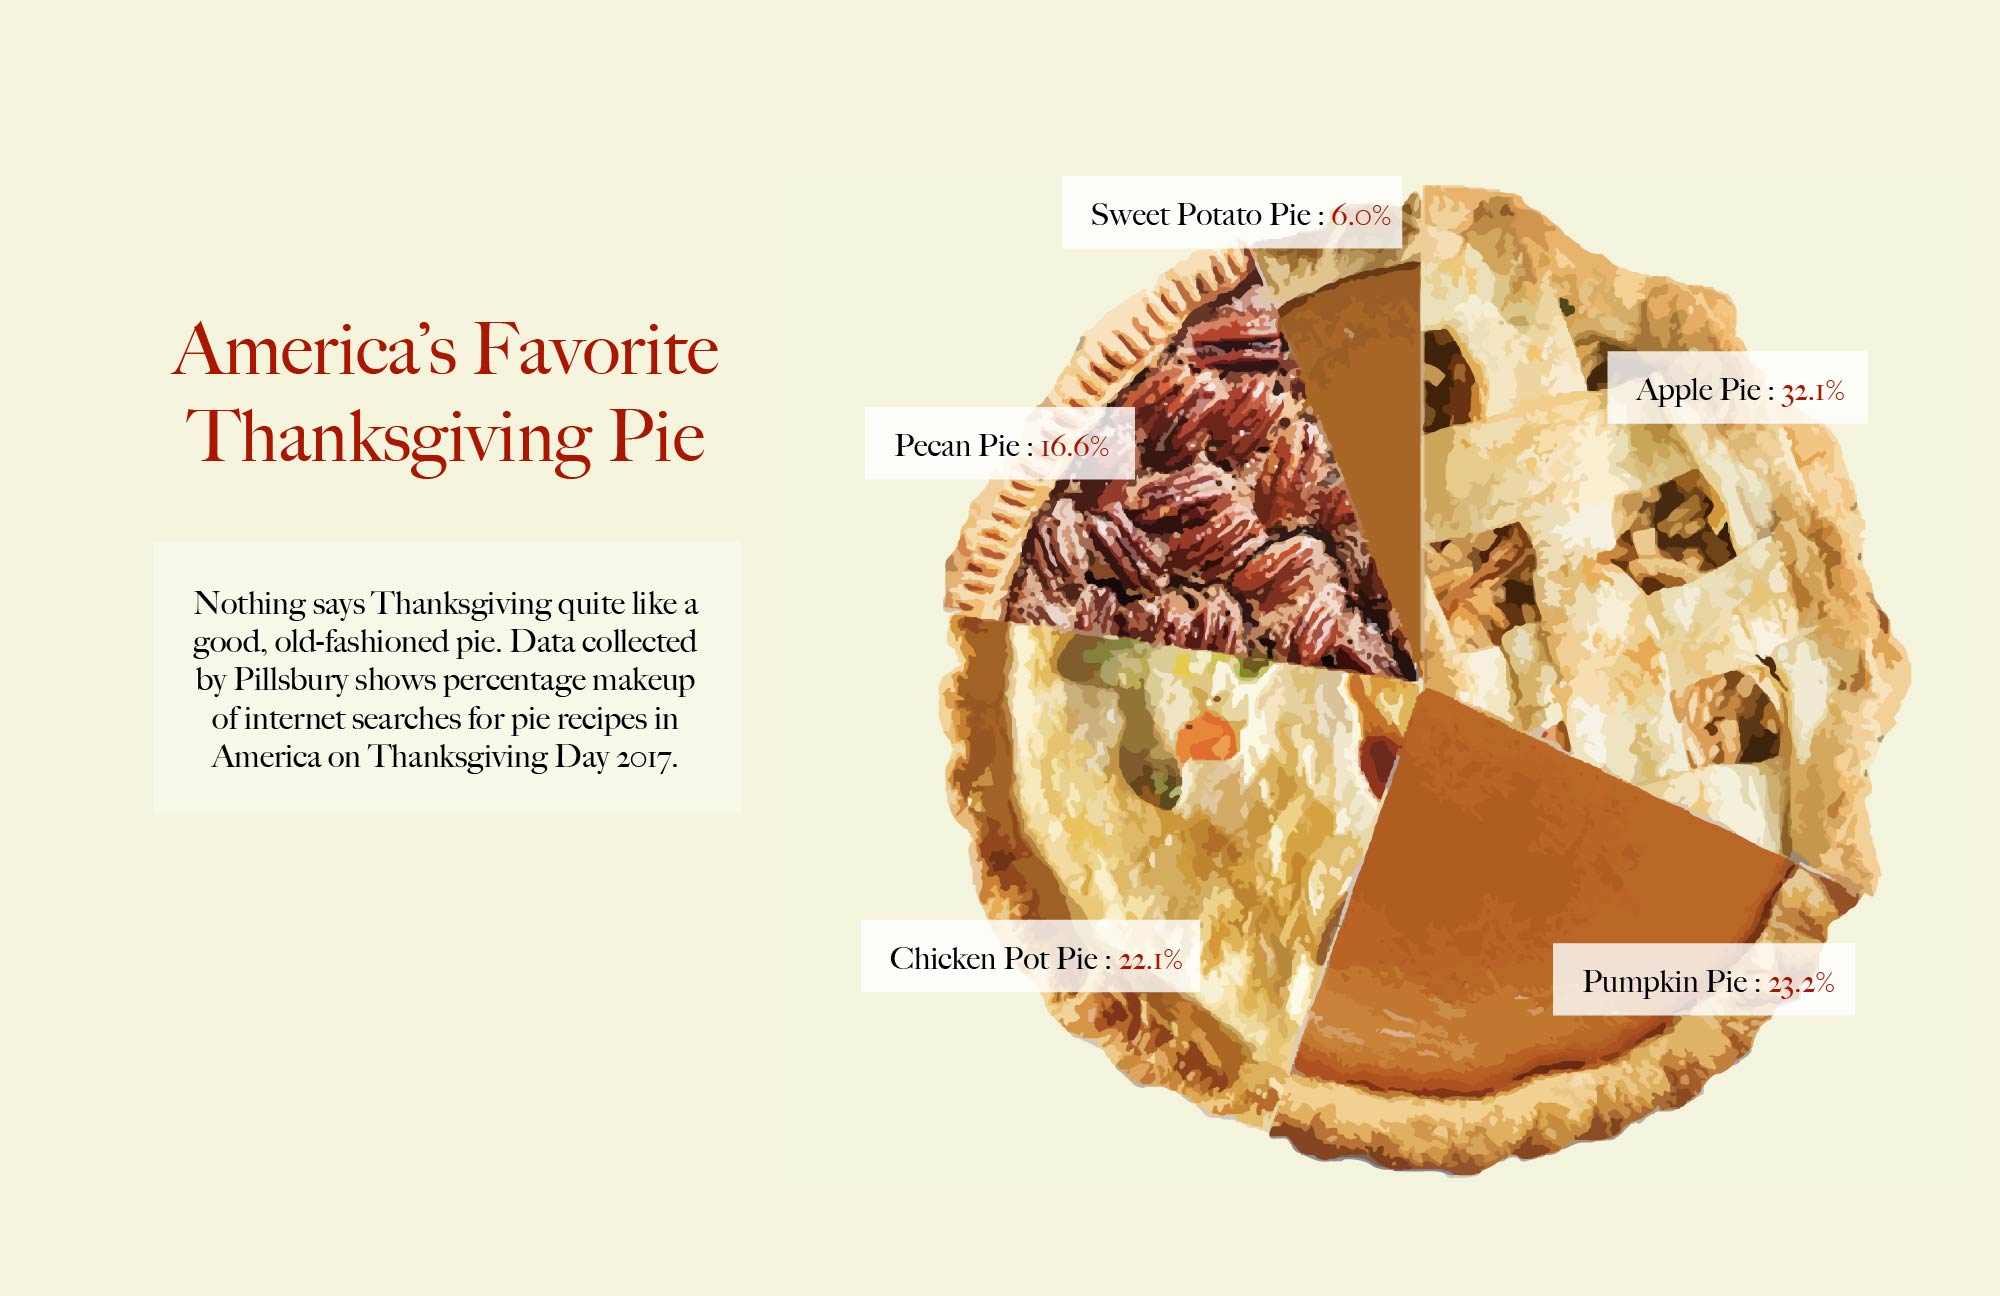 America's Favorite
Thanksgiving Pie
Nothing says Thanksgiving quite like a
good, old-fashioned pie. Data collected
by Pillsbury shows percentage makeup
of internet searches for pie recipes in
America on Thanksgiving Day 2017.
Sweet Potato Pie : 6.0%
Apple Pie : 32.1%
Pecan Pie : 16.6%
Chicken Pot Pie : 22.1%
Pumpkin Pie : 23.2%